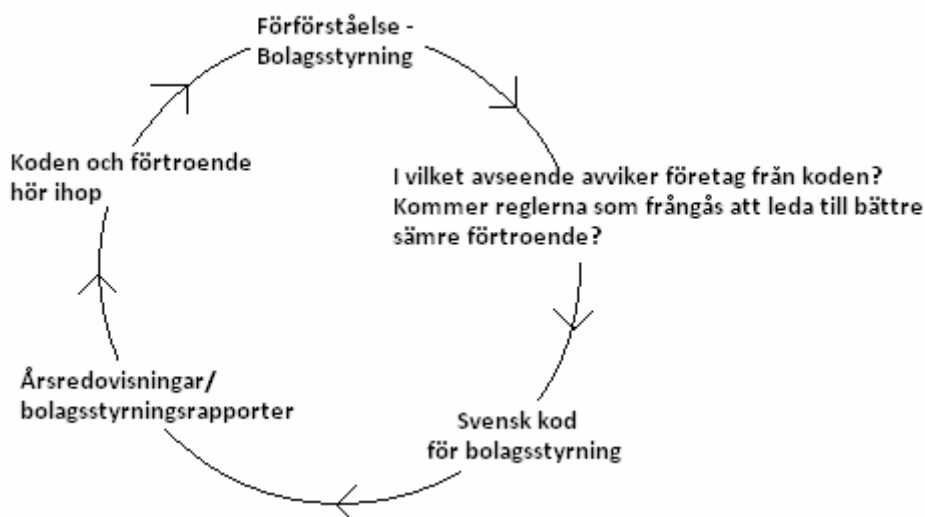 Förförståelse -
Bolagsstyrning
I vilket avseende avviker företag från koden?
Kommer reglerna som frångås att leda till bättre
sämre förtroende?
Svensk kod
för bolagsstyrning
Årsredovisningar/
bolagsstyrningsrapporter
Koden och förtroende
hör ihop